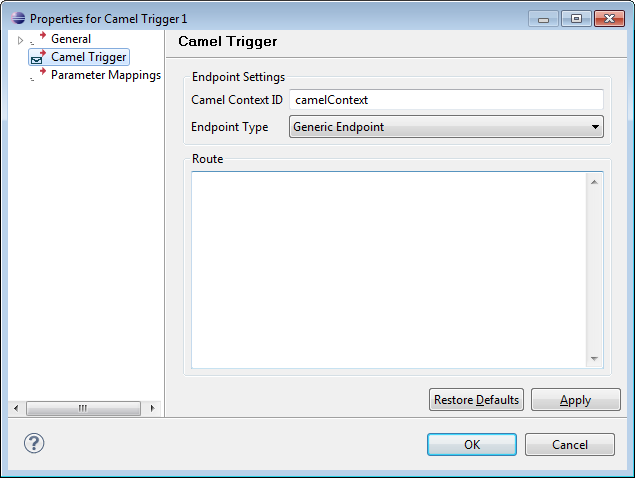 Properties for Camel Trigger 1
General
Camel Trigger
Parameter Mappings
Camel Trigger
Endpoint Settings
Camel Context ID camelContext
Endpoint Type Generic Endpoint
Route
Restore Defaults Apply
? OK Cancel